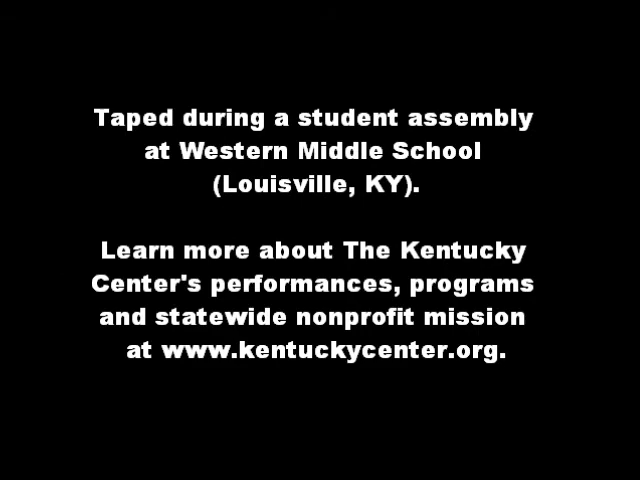 Taped during a student assembly
at Western Middle School
(Louisville, KY).
Learn more about The Kentucky
Center's performances, programs
and statewide nonprofit mission
at www.kentuckycenter.org.